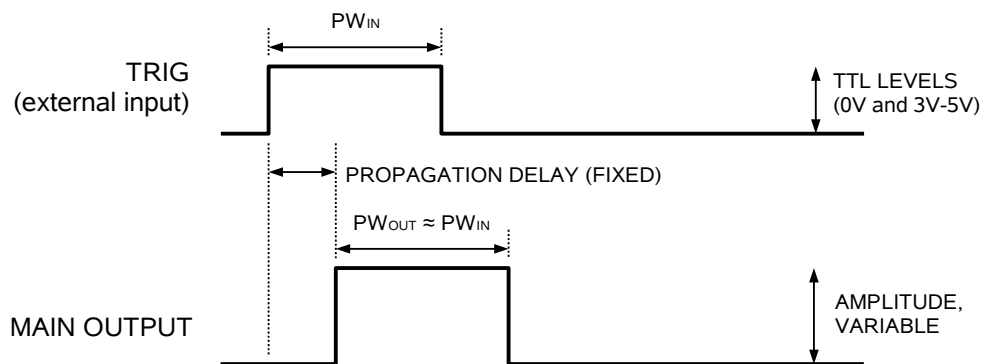 PWIN
TRIG
(external input)
TTL LEVELS
(0V and 3V-5V)
PROPAGATION DELAY (FIXED)
PWOUT ≈ PWIN
MAIN OUTPUT
AMPLITUDE,
VARIABLE